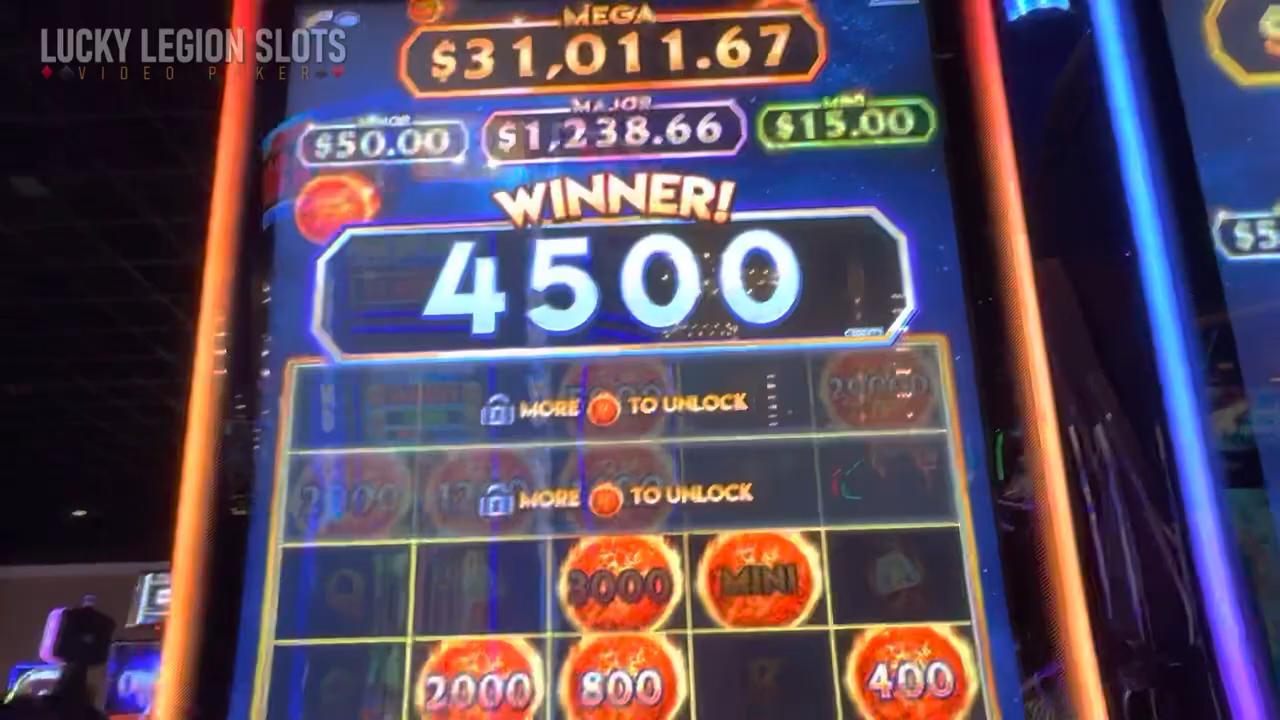 LUCKY LEGION SLOTS
VIDEO POKER
MEGA
$31,011.67
MINOR
$50.00
MAJOR
$1,238.66
MINI
$15.00
WINNER!
4500
MORE TO UNLOCK
MORE TO UNLOCK
3000
MINI
2000
800
400